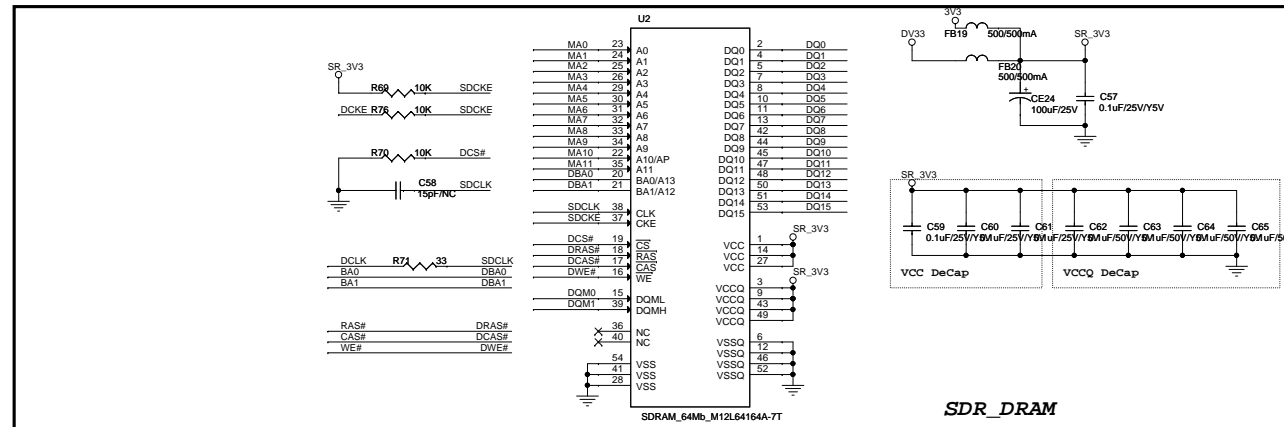 U2
SR_3V3
R69 10K SDCKE
DCKE R76 10K SDCKE
R70 10K DCS#
C58
15pF/NC SDCLK
DCLK R71 33 SDCLK
BA0 DBA0
BA1 DBA1
RAS# DRAS#
CAS# DCAS#
WE# DWE#
MA0 23 A0
MA1 24 A1
MA2 25 A2
MA3 26 A3
MA4 29 A4
MA5 30 A5
MA6 31 A6
MA7 32 A7
MA8 33 A8
MA9 34 A9
MA10 22 A10/AP
MA11 35 A11
DBA0 20 BA0/A13
DBA1 21 BA1/A12
SDCLK 38 CLK
SDCKE 37 CKE
DCS# 19 CS
DRAS# 18 RAS
DCAS# 17 CAS
DWE# 16 WE
DQM0 15 DQML
DQM1 39 DQMH
36 NC
40 NC
54 VSS
41 VSS
28 VSS
DQ0 2 DQ0
DQ1 4 DQ1
DQ2 5 DQ2
DQ3 7 DQ3
DQ4 8 DQ4
DQ5 10 DQ5
DQ6 11 DQ6
DQ7 13 DQ7
DQ8 42 DQ8
DQ9 44 DQ9
DQ10 45 DQ10
DQ11 47 DQ11
DQ12 48 DQ12
DQ13 50 DQ13
DQ14 51 DQ14
DQ15 53 DQ15
SR_3V3
VCC 1
VCC 14
VCC 27
SR_3V3
VCCQ 3
VCCQ 9
VCCQ 43
VCCQ 49
VSSQ 6
VSSQ 12
VSSQ 46
VSSQ 52
SDRAM_64Mb_M12L64164A-7T
3V3
FB19 500/500mA
DV33
SR_3V3
FB20
500/500mA
+
CE24
100uF/25V
C57
0.1uF/25V/Y5V
SR_3V3
C59 C60 C61 C62 C63 C64 C65
0.1uF/25V/Y5V
VCC DeCap
VCCQ DeCap
SDR_DRAM